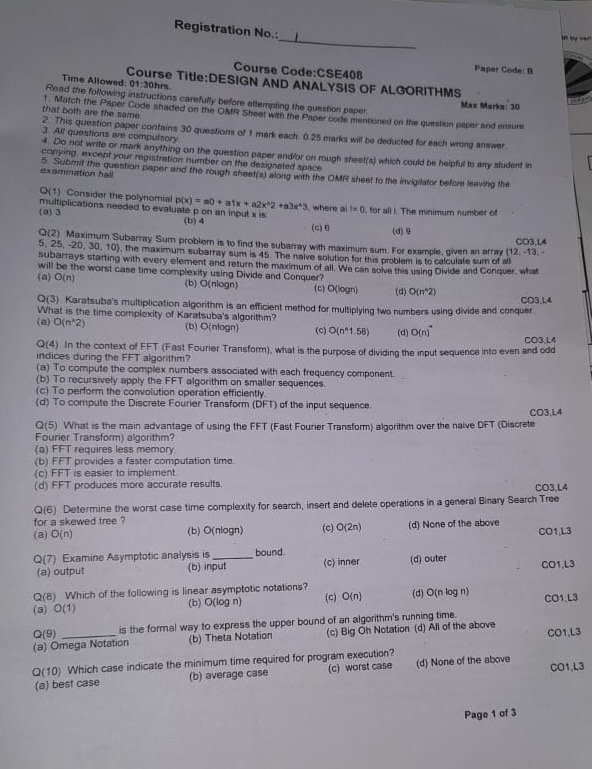 Registration No.:
Course Code:CSE408
Paper Code: B
Course Title:DESIGN AND ANALYSIS OF ALGORITHMS
Time Allowed: 01:30hrs.
Max Marks: 30
Read the following instructions carefully before attempting the question paper.
1. Match the Paper Code shaded on the OMR Sheet with the Paper code mentioned on the question paper and ensure
that both are the same.
2. This question paper contains 30 questions of 1 mark each. 0.25 marks will be deducted for each wrong answer.
3. All questions are compulsory.
4. Do not write or mark anything on the question paper and/or on rough sheet(s) which could be helpful to any student in
copying, except your registration number on the designated space.
5. Submit the question paper and the rough sheet(s) along with the OMR sheet to the invigilator before leaving the
examination hall.
Q(1) Consider the polynomial p(x) = a0 + a1x + a2x^2 +a3x^3, where ai != 0, for all i. The minimum number of
multiplications needed to evaluate p on an input x is:
(a) 3 (b) 4 (c) 6 (d) 9
CO3,L4
Q(2) Maximum Subarray Sum problem is to find the subarray with maximum sum. For example, given an array {12, -13, -
5, 25, -20, 30, 10}, the maximum subarray sum is 45. The naive solution for this problem is to calculate sum of all
subarrays starting with every element and return the maximum of all. We can solve this using Divide and Conquer, what
will be the worst case time complexity using Divide and Conquer?
(a) O(n) (b) O(nlogn) (c) O(logn) (d) O(n^2)
CO3,L4
Q(3) Karatsuba's multiplication algorithm is an efficient method for multiplying two numbers using divide and conquer.
What is the time complexity of Karatsuba's algorithm?
(a) O(n^2) (b) O(nlogn) (c) O(n^1.58) (d) O(n)
CO3,L4
Q(4) In the context of FFT (Fast Fourier Transform), what is the purpose of dividing the input sequence into even and odd
indices during the FFT algorithm?
(a) To compute the complex numbers associated with each frequency component.
(b) To recursively apply the FFT algorithm on smaller sequences.
(c) To perform the convolution operation efficiently.
(d) To compute the Discrete Fourier Transform (DFT) of the input sequence.
CO3,L4
Q(5) What is the main advantage of using the FFT (Fast Fourier Transform) algorithm over the naive DFT (Discrete
Fourier Transform) algorithm?
(a) FFT requires less memory.
(b) FFT provides a faster computation time.
(c) FFT is easier to implement.
(d) FFT produces more accurate results.
CO3,L4
Q(6) Determine the worst case time complexity for search, insert and delete operations in a general Binary Search Tree
for a skewed tree ?
(a) O(n) (b) O(nlogn) (c) O(2n) (d) None of the above
CO1,L3
Q(7) Examine Asymptotic analysis is ______ bound.
(a) output (b) input (c) inner (d) outer
CO1,L3
Q(8) Which of the following is linear asymptotic notations?
(a) O(1) (b) O(log n) (c) O(n) (d) O(n log n)
CO1,L3
Q(9) ________ is the formal way to express the upper bound of an algorithm's running time.
(a) Omega Notation (b) Theta Notation (c) Big Oh Notation (d) All of the above
CO1,L3
Q(10) Which case indicate the minimum time required for program execution?
(a) best case (b) average case (c) worst case (d) None of the above
CO1,L3
Page 1 of 3